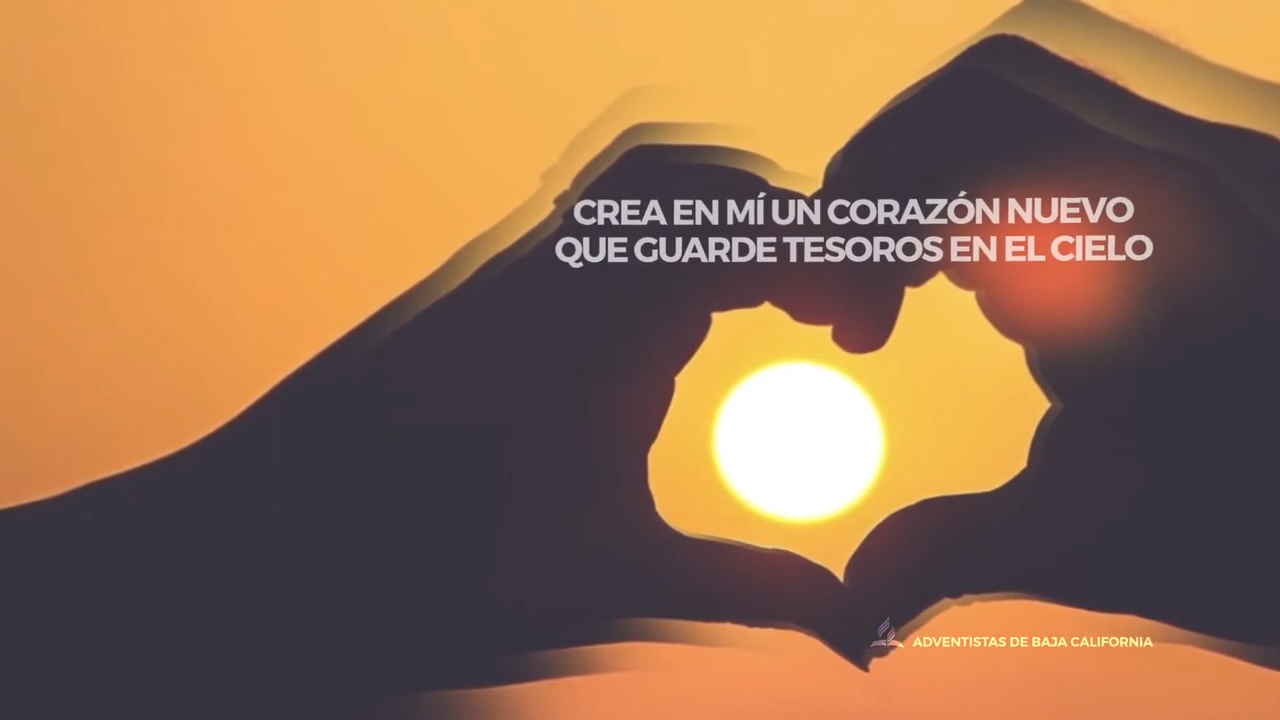 CREA EN MÍ UN CORAZÓN NUEVO
QUE GUARDE TESOROS EN EL CIELO
ADVENTISTAS DE BAJA CALIFORNIA